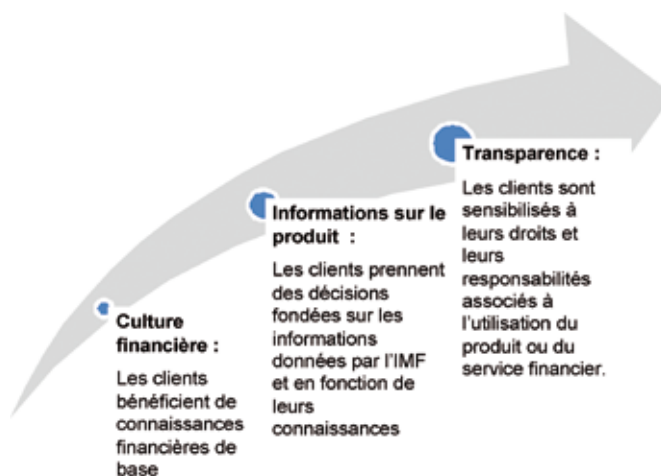 Culture
financière :
Les clients
bénéficient de
connaissances
financières de
base
Informations sur le
produit :
Les clients prennent
des décisions
fondées sur les
informations
données par l'IMF
et en fonction de
leurs
connaissances
Transparence :
Les clients sont
sensibilisés à
leurs droits et
leurs
responsabilités
associés à
l'utilisation du
produit ou du
service financier.